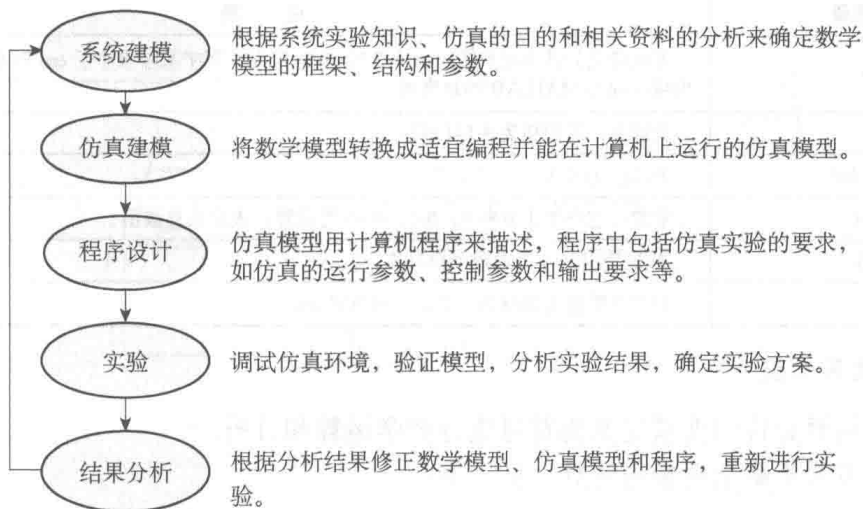 系统建模
根据系统实验知识、仿真的目的和相关资料的分析来确定数学
模型的框架、结构和参数。
仿真建模
将数学模型转换成适宜编程并能在计算机上运行的仿真模型。
程序设计
仿真模型用计算机程序来描述，程序中包括仿真实验的要求，
如仿真的运行参数、控制参数和输出要求等。
实验
调试仿真环境，验证模型，分析实验结果，确定实验方案。
结果分析
根据分析结果修正数学模型、仿真模型和程序，重新进行实
验。